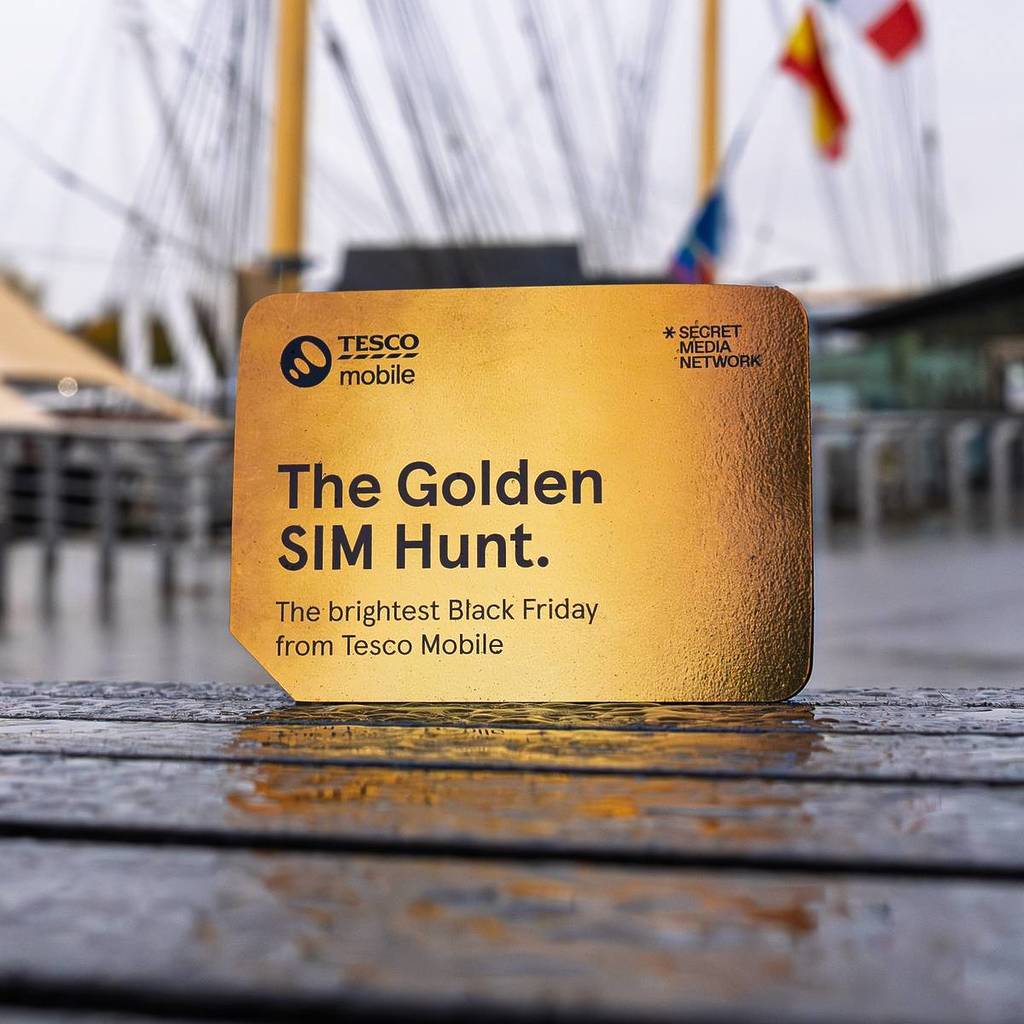 TESCO
mobile
* SECRET
MEDIA
NETWORK
The Golden
SIM Hunt.
The brightest Black Friday
from Tesco Mobile